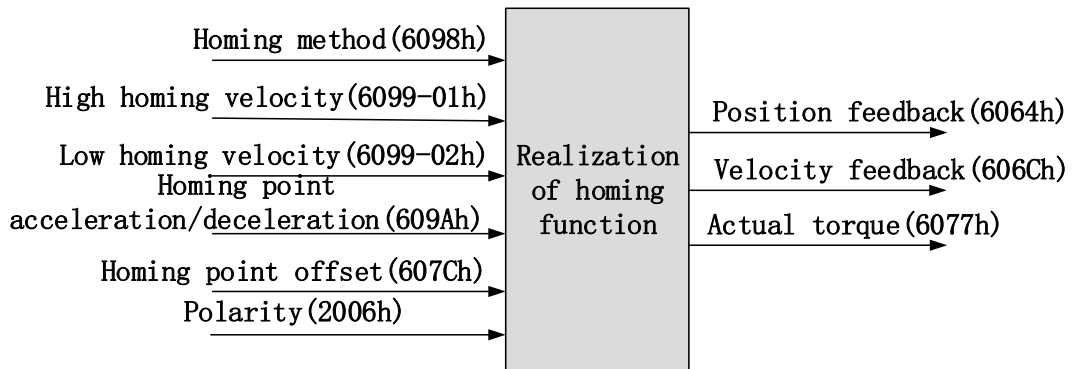 Homing method(6098h)
High homing velocity(6099-01h)
Low homing velocity(6099-02h)
Homing point
acceleration/deceleration(609Ah)
Homing point offset(607Ch)
Polarity(2006h)
Realization
of homing
function
Position feedback(6064h)
Velocity feedback(606Ch)
Actual torque(6077h)